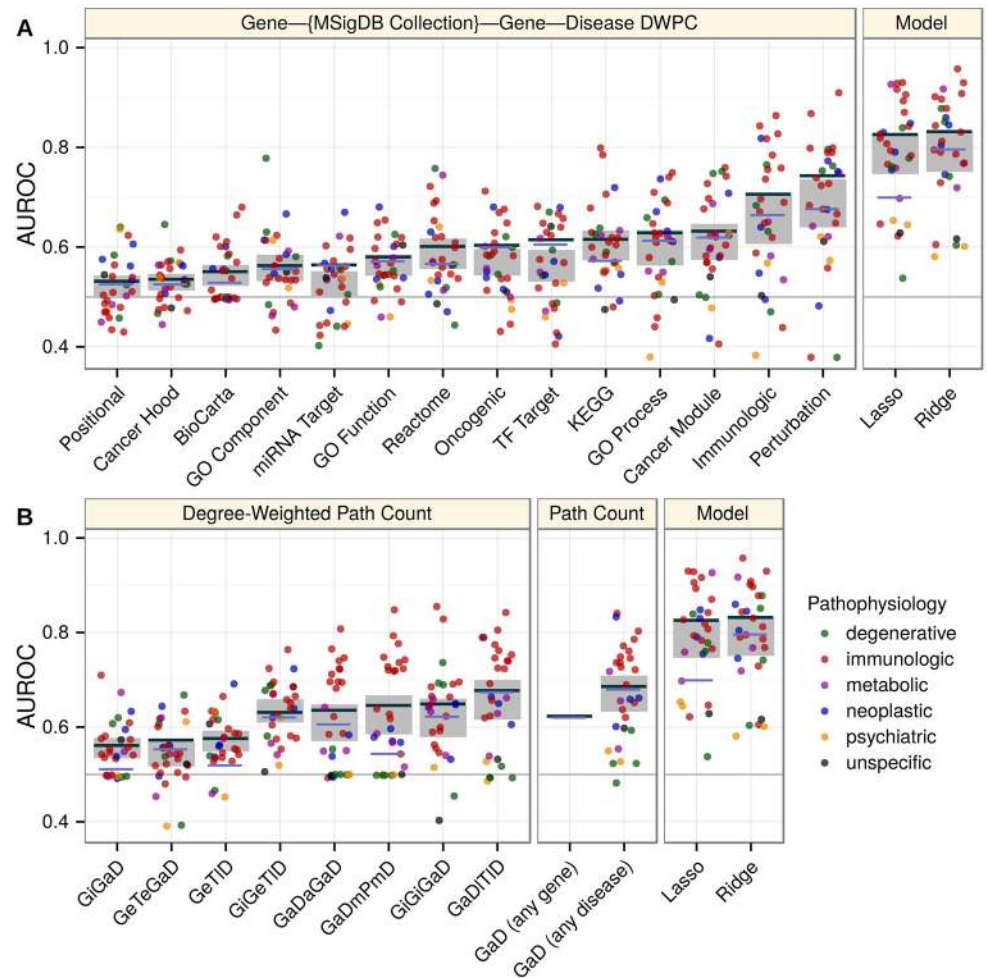 A
Gene—{MSigDB Collection}—Gene—Disease DWPC
Model
AUROC
1.0
0.8
0.6
0.4
Positional
Cancer Hood
BioCarta
GO Component
miRNA Target
GO Function
Reactome
Oncogenic
TF Target
KEGG
GO Process
Cancer Module
Immunologic
Perturbation
Lasso
Ridge
B
Degree-Weighted Path Count
Path Count
Model
AUROC
1.0
0.8
0.6
0.4
GiGaD
GeTeGaD
GeTlD
GiGeTlD
GaDaGaD
GaDmPmD
GiGiGaD
GaDlTlD
GaD (any gene)
GaD (any disease)
Lasso
Ridge
Pathophysiology
degenerative
immunologic
metabolic
neoplastic
psychiatric
unspecific